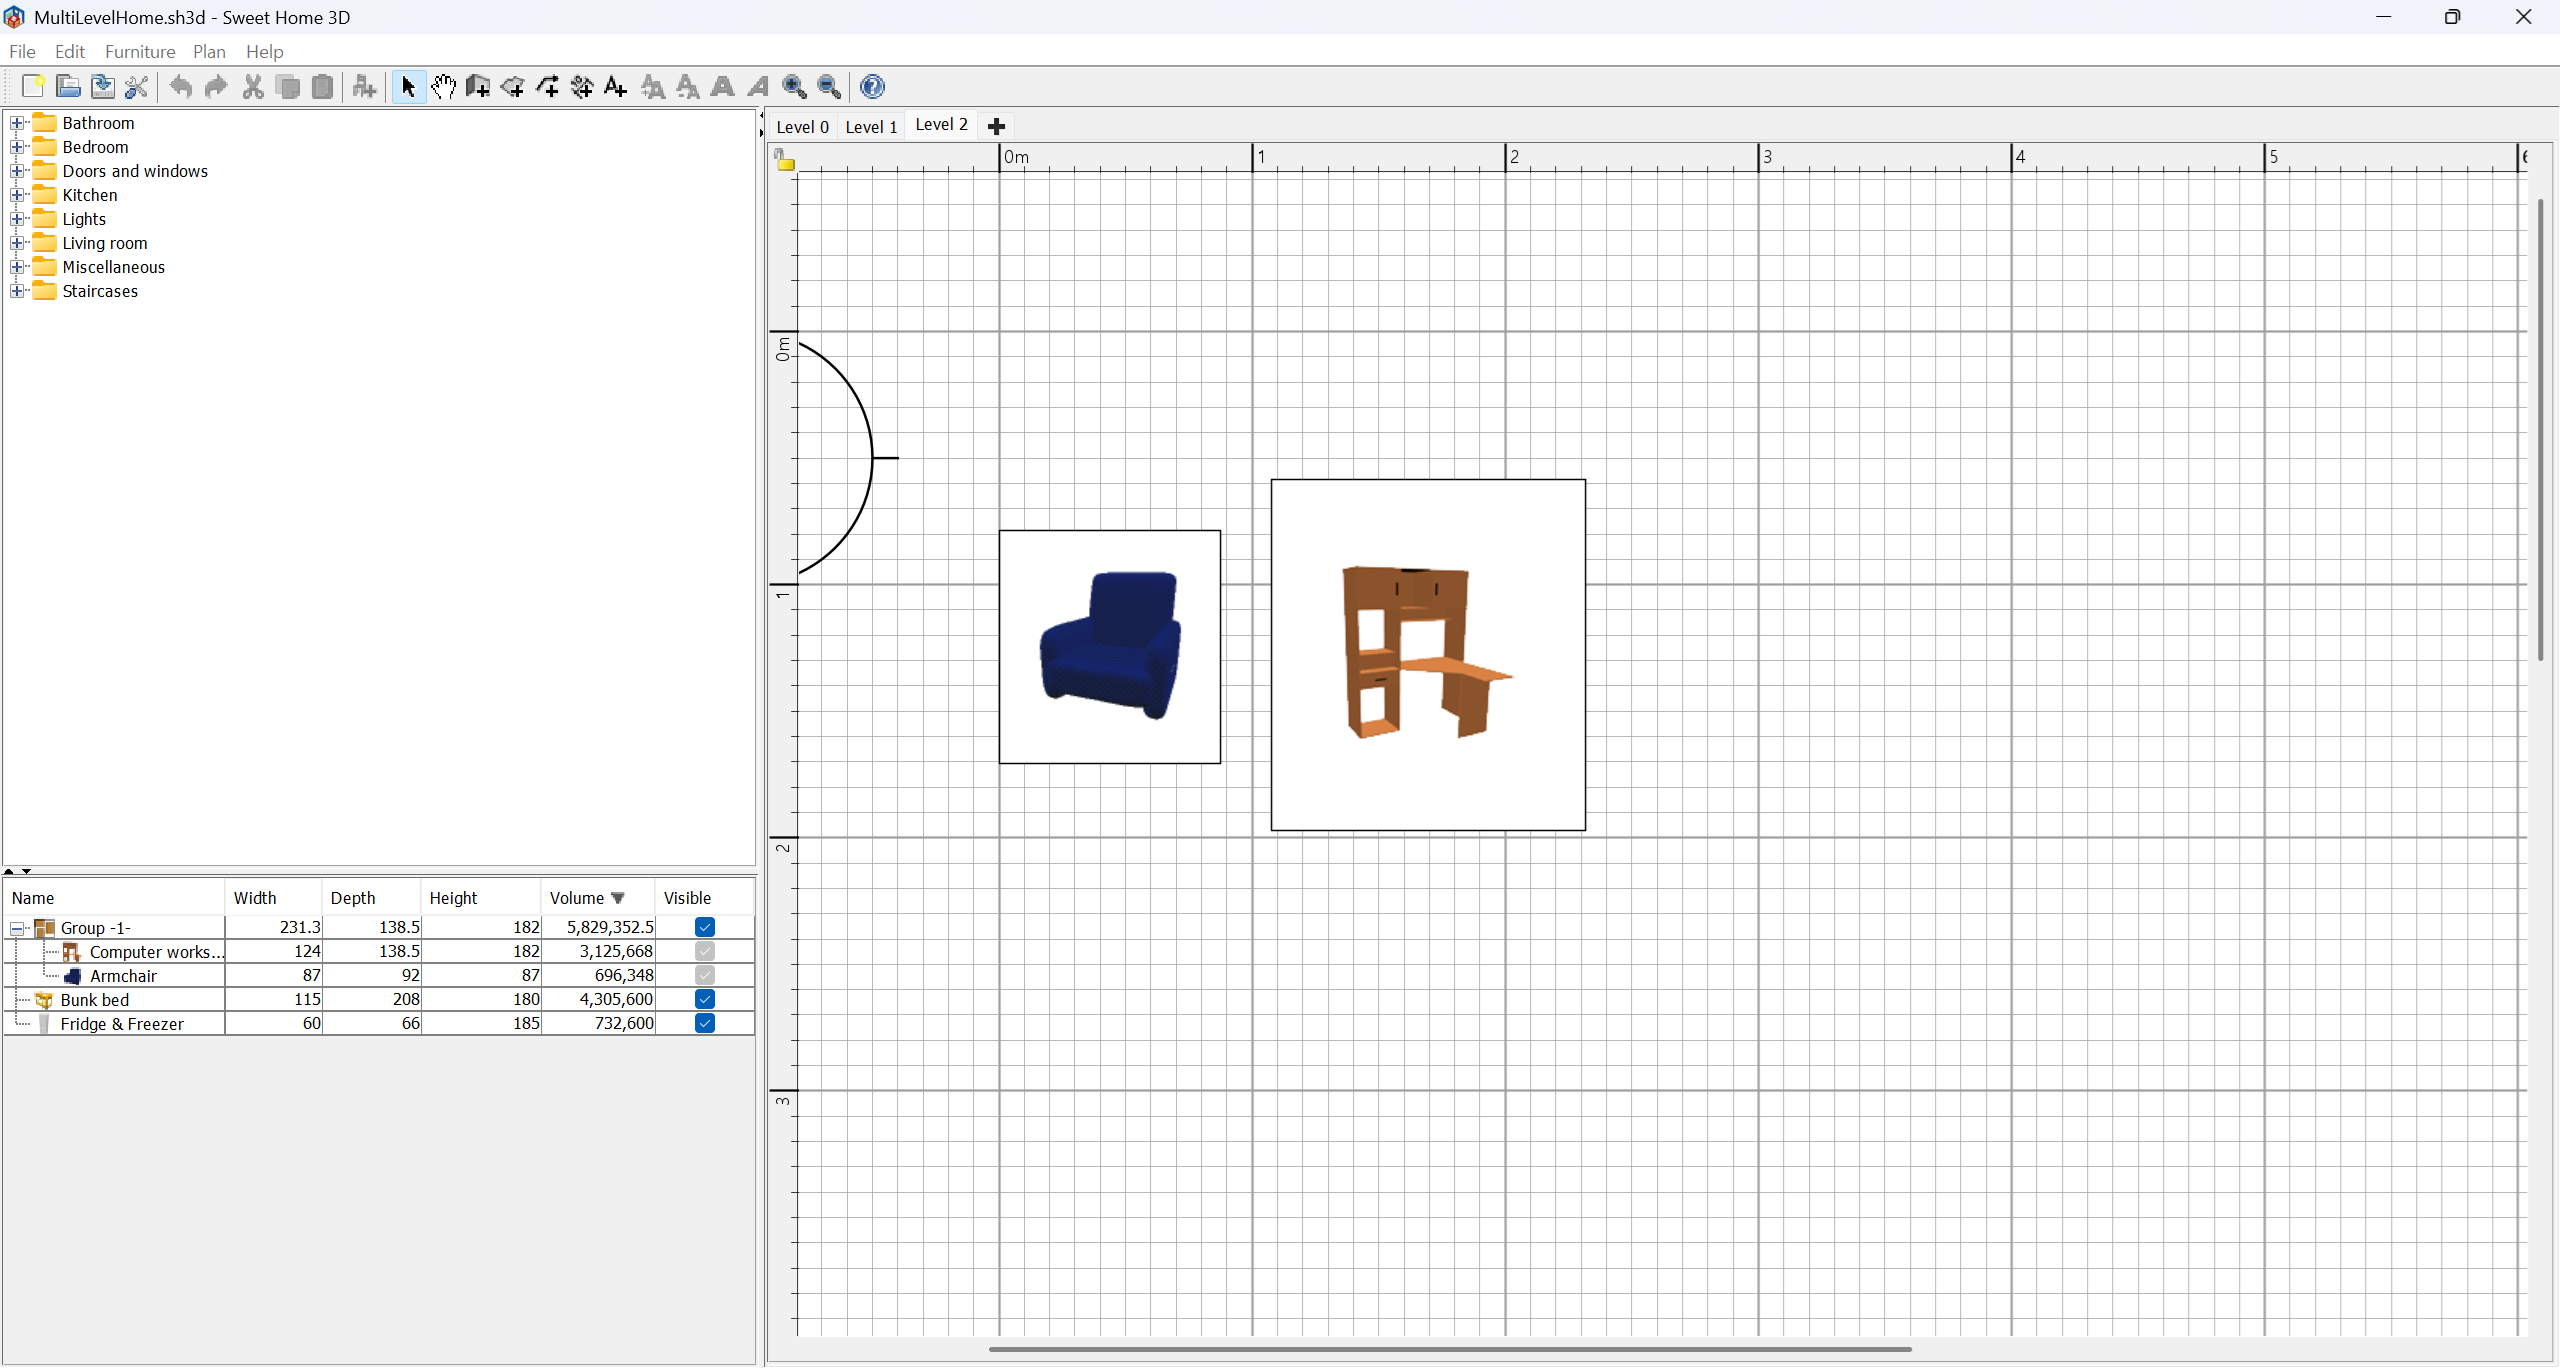 MultiLevelHome.sh3d - Sweet Home 3D
File Edit Furniture Plan Help
Bathroom
Bedroom
Doors and windows
Kitchen
Lights
Living room
Miscellaneous
Staircases
Name Width Depth Height Volume Visible
Group -1- 231.3 138.5 182 5,829,352.5
Computer works... 124 138.5 182 3,125,668
Armchair 87 92 87 696,348
Bunk bed 115 208 180 4,305,600
Fridge & Freezer 60 66 185 732,600
Level 0 Level 1 Level 2
0m 1 2 3 4 5
0m
1
2
3